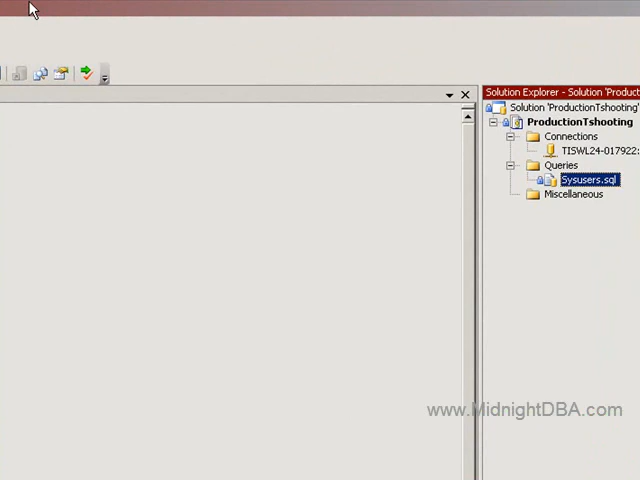 Solution Explorer - Solution 'Product
Solution 'ProductionTshooting'
ProductionTshooting
Connections
TISWL24-017922:
Queries
Sysusers.sql
Miscellaneous
www.MidnightDBA.com